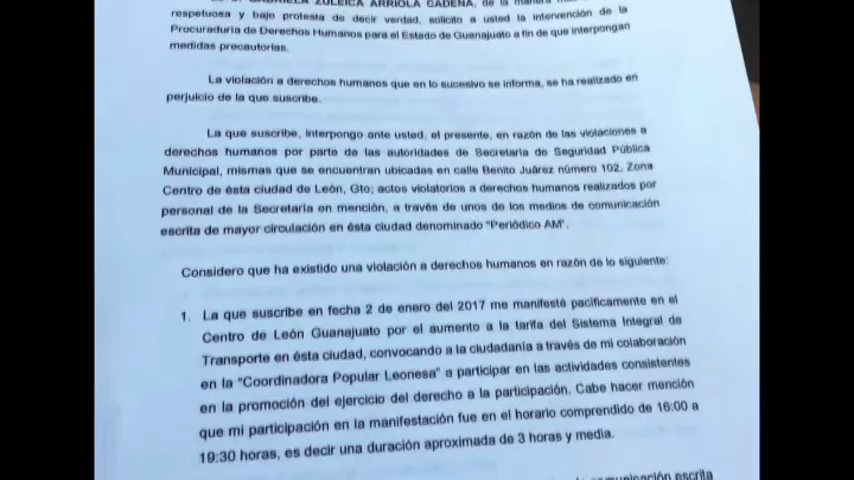 ZULEICA ARRIOLA CADENA, de la manera
respetuosa y bajo protesta de decir verdad, solicito a usted la intervención de la
Procuraduría de Derechos Humanos para el Estado de Guanajuato a fin de que interpongan
medidas precautorias.
La violación a derechos humanos que en lo sucesivo se informa, se ha realizado en
perjuicio de la que suscribe.
La que suscribe, interpongo ante usted, el presente, en razón de las violaciones a
derechos humanos por parte de las autoridades de Secretaría de Seguridad Pública
Municipal, mismas que se encuentran ubicadas en calle Benito Juárez número 102, Zona
Centro de ésta ciudad de León, Gto; actos violatorios a derechos humanos realizados por
personal de la Secretaría en mención, a través de unos de los medios de comunicación
escrita de mayor circulación en ésta ciudad denominado "Periódico AM".
Considero que ha existido una violación a derechos humanos en razón de lo siguiente:
1. La que suscribe en fecha 2 de enero del 2017 me manifesté pacíficamente en el
Centro de León Guanajuato por el aumento a la tarifa del Sistema Integral de
Transporte en ésta ciudad, convocando a la ciudadanía a través de mi colaboración
en la "Coordinadora Popular Leonesa" a participar en las actividades consistentes
en la promoción del ejercicio del derecho a la participación. Cabe hacer mención
que mi participación en la manifestación fue en el horario comprendido de 16:00 a
19:30 horas, es decir una duración aproximada de 3 horas y media.
comunicación escrita